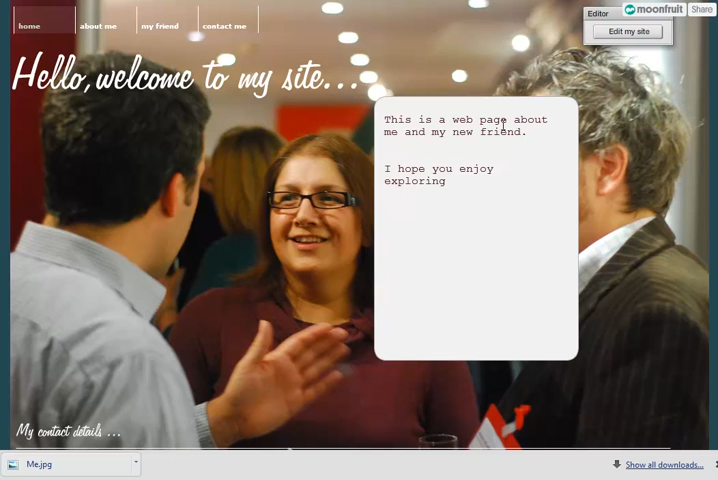 home about me my friend contact me
Editor
moonfruit Share
Edit my site
Hello, welcome to my site...
This is a web page about
me and my new friend.
I hope you enjoy
exploring
My contact details ...
Me.jpg
Show all downloads...